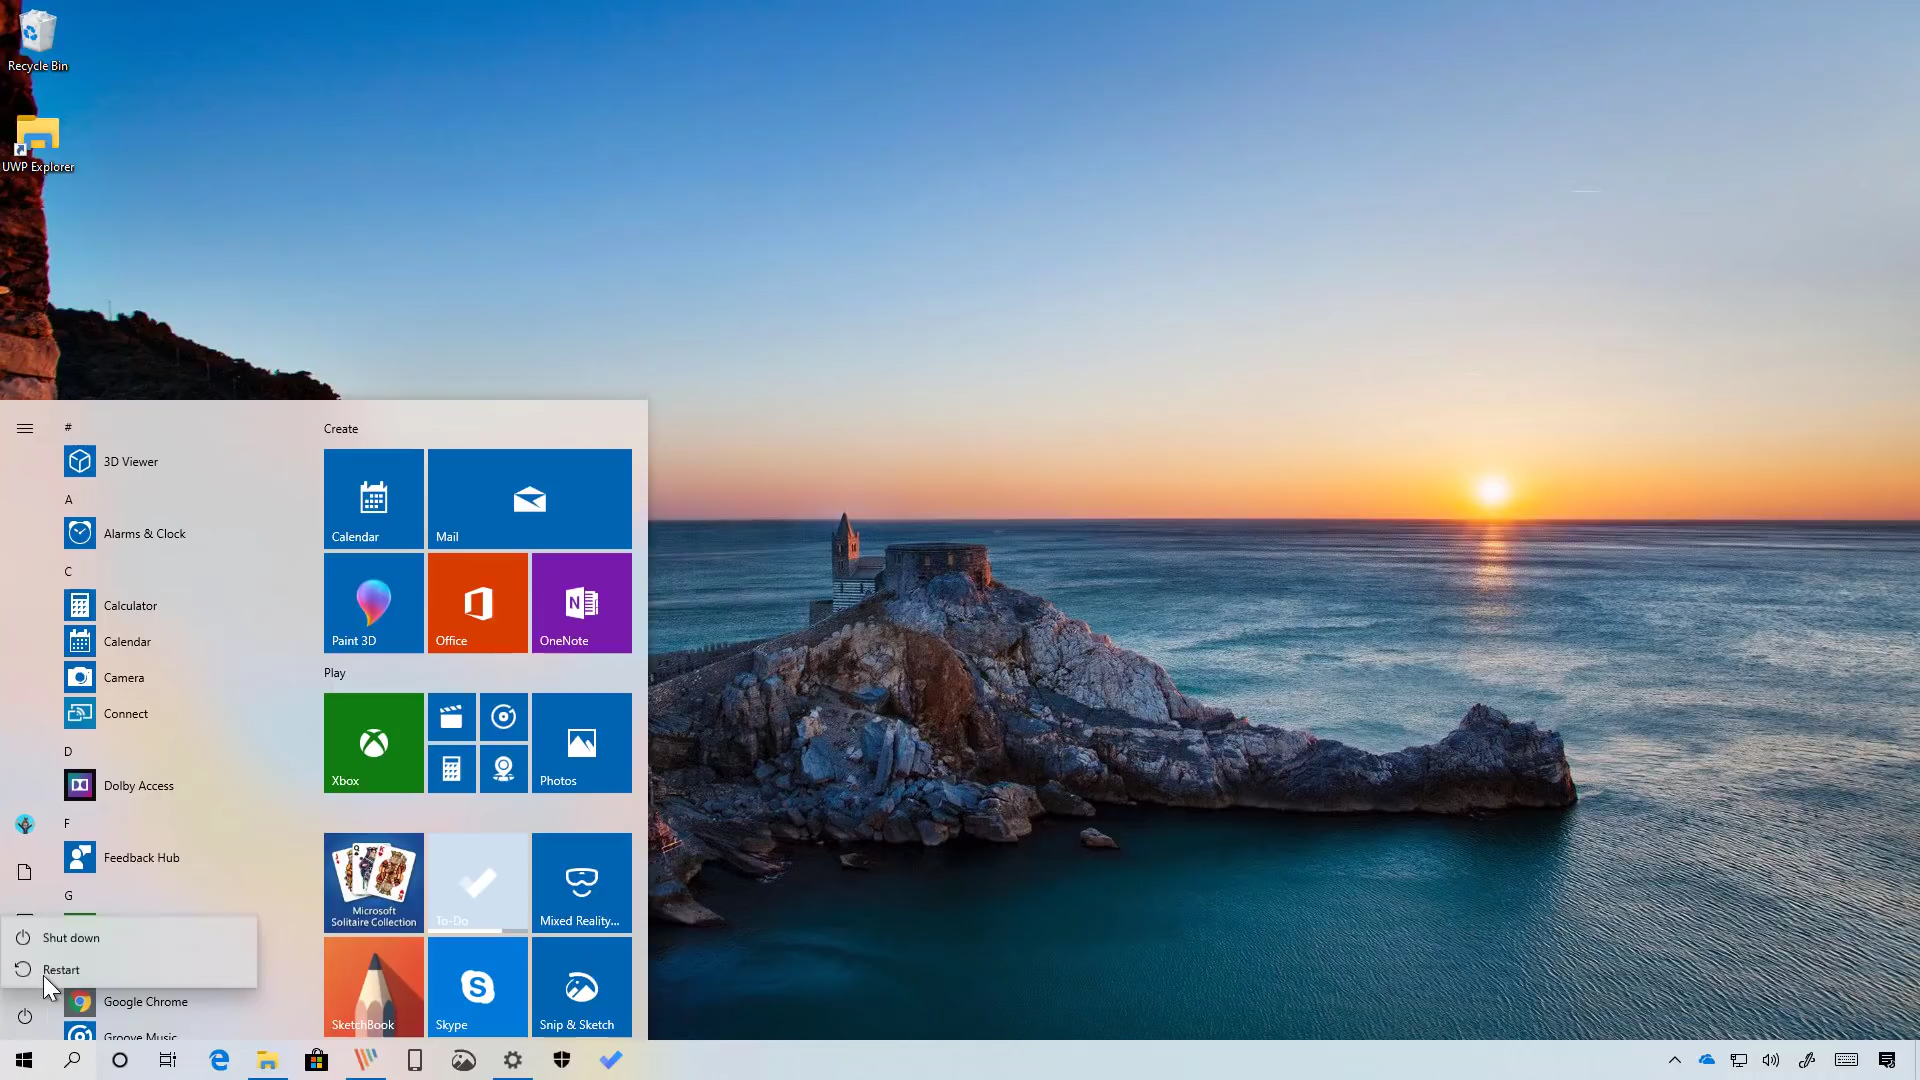 Recycle Bin
UWP Explorer
#
3D Viewer
A
Alarms & Clock
C
Calculator
Calendar
Camera
Connect
D
Dolby Access
F
Feedback Hub
G
Shut down
Restart
Google Chrome
Groove Music
Create
Calendar
Mail
Paint 3D
Office
N
OneNote
Play
Xbox
Photos
Microsoft
Solitaire Collection
To-Do
Mixed Reality...
SketchBook
S
Skype
Snip & Sketch